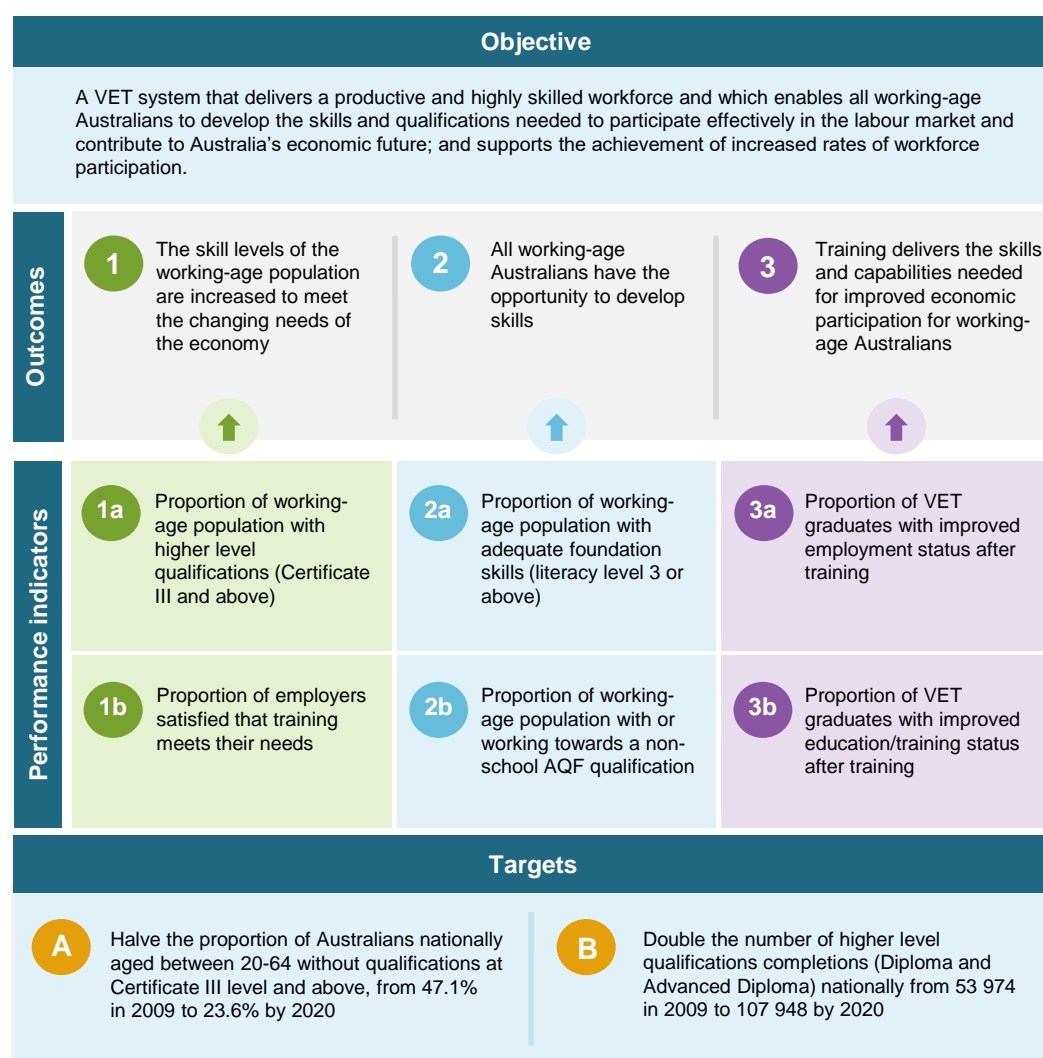 Objective
A VET system that delivers a productive and highly skilled workforce and which enables all working-age
Australians to develop the skills and qualifications needed to participate effectively in the labour market and
contribute to Australia's economic future; and supports the achievement of increased rates of workforce
participation.
Outcomes
1
The skill levels of the
working-age population
are increased to meet
the changing needs of
the economy
2
All working-age
Australians have the
opportunity to develop
skills
3
Training delivers the skills
and capabilities needed
for improved economic
participation for working-
age Australians
Performance indicators
1a
Proportion of working-
age population with
higher level
qualifications (Certificate
III and above)
2a
Proportion of working-
age population with
adequate foundation
skills (literacy level 3 or
above)
3a
Proportion of VET
graduates with improved
employment status after
training
1b
Proportion of employers
satisfied that training
meets their needs
2b
Proportion of working-
age population with or
working towards a non-
school AQF qualification
3b
Proportion of VET
graduates with improved
education/training status
after training
Targets
A
Halve the proportion of Australians nationally
aged between 20-64 without qualifications at
Certificate III level and above, from 47.1%
in 2009 to 23.6% by 2020
B
Double the number of higher level
qualifications completions (Diploma and
Advanced Diploma) nationally from 53 974
in 2009 to 107 948 by 2020